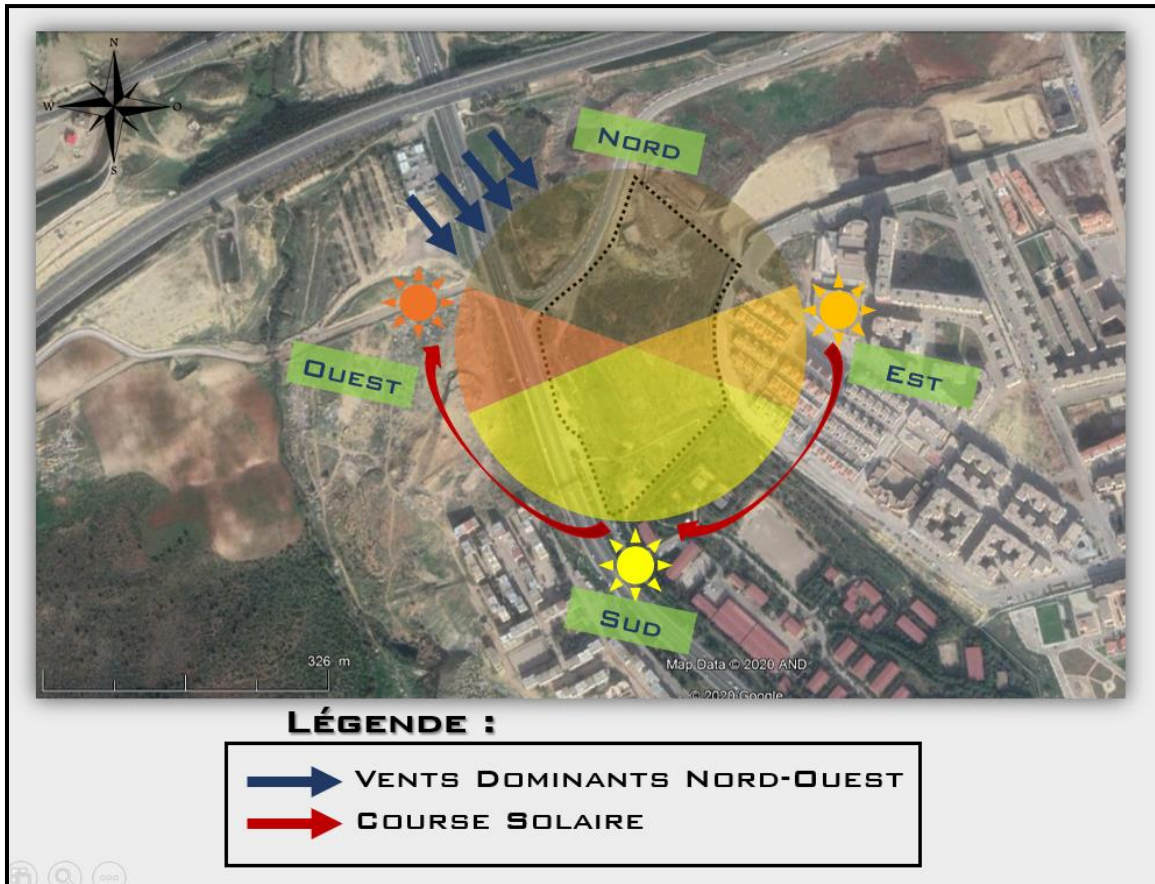 N
W O
S
NORD
OUEST
EST
SUD
326 m
Map Data © 2020 AND
© 2020 Google
LÉGENDE :
VENTS DOMINANTS NORD-OUEST
COURSE SOLAIRE